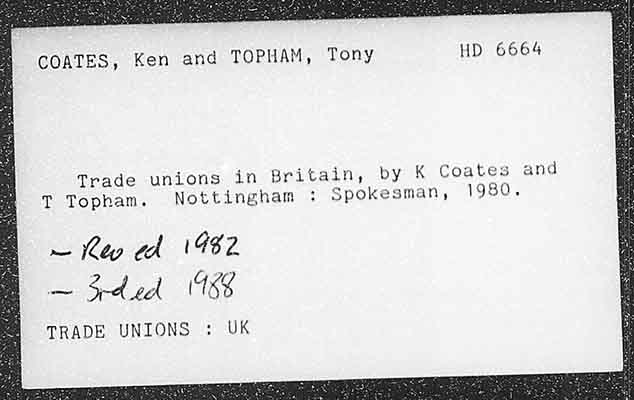 COATES, Ken and TOPHAM, Tony HD 6664
Trade unions in Britain, by K Coates and
T Topham. Nottingham : Spokesman, 1980.
- Rev ed 1982
- 3rd ed 1988
TRADE UNIONS : UK